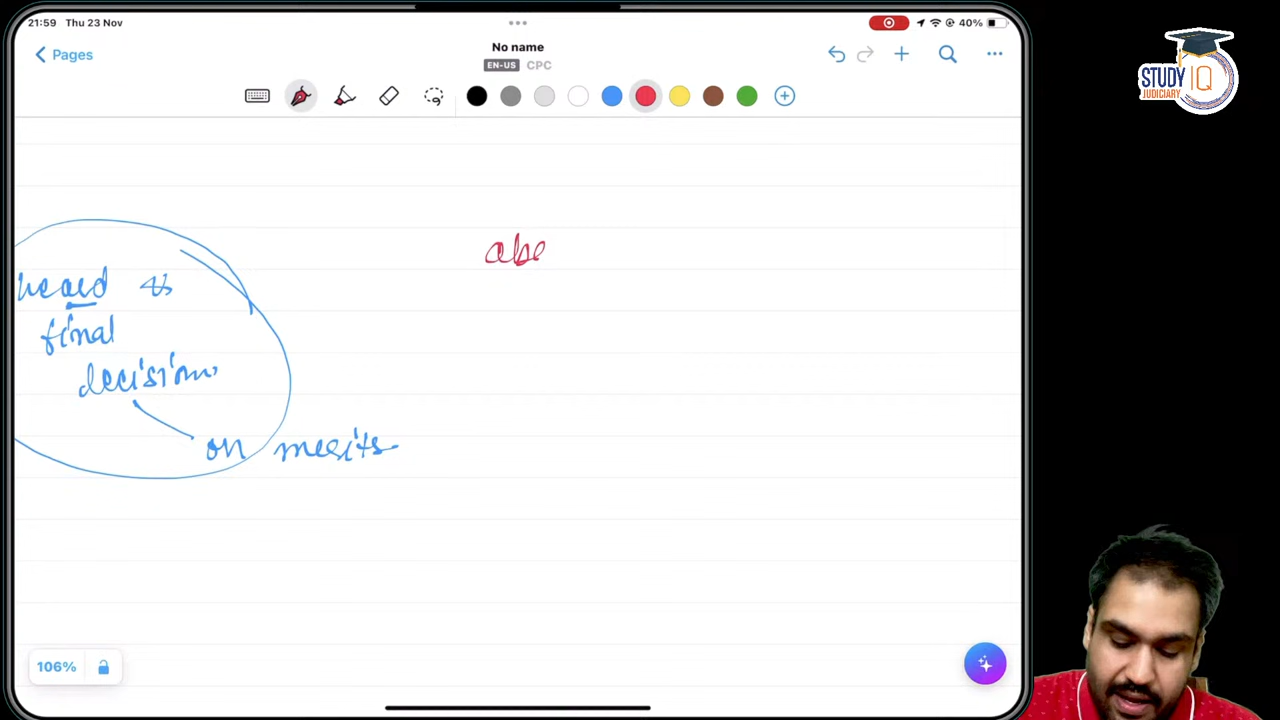 21:59 Thu 23 Nov
40%
Pages
No name
EN-US CPC
STUDY IQ
JUDICIARY
abe
heard &
final
decision
on merits
106%